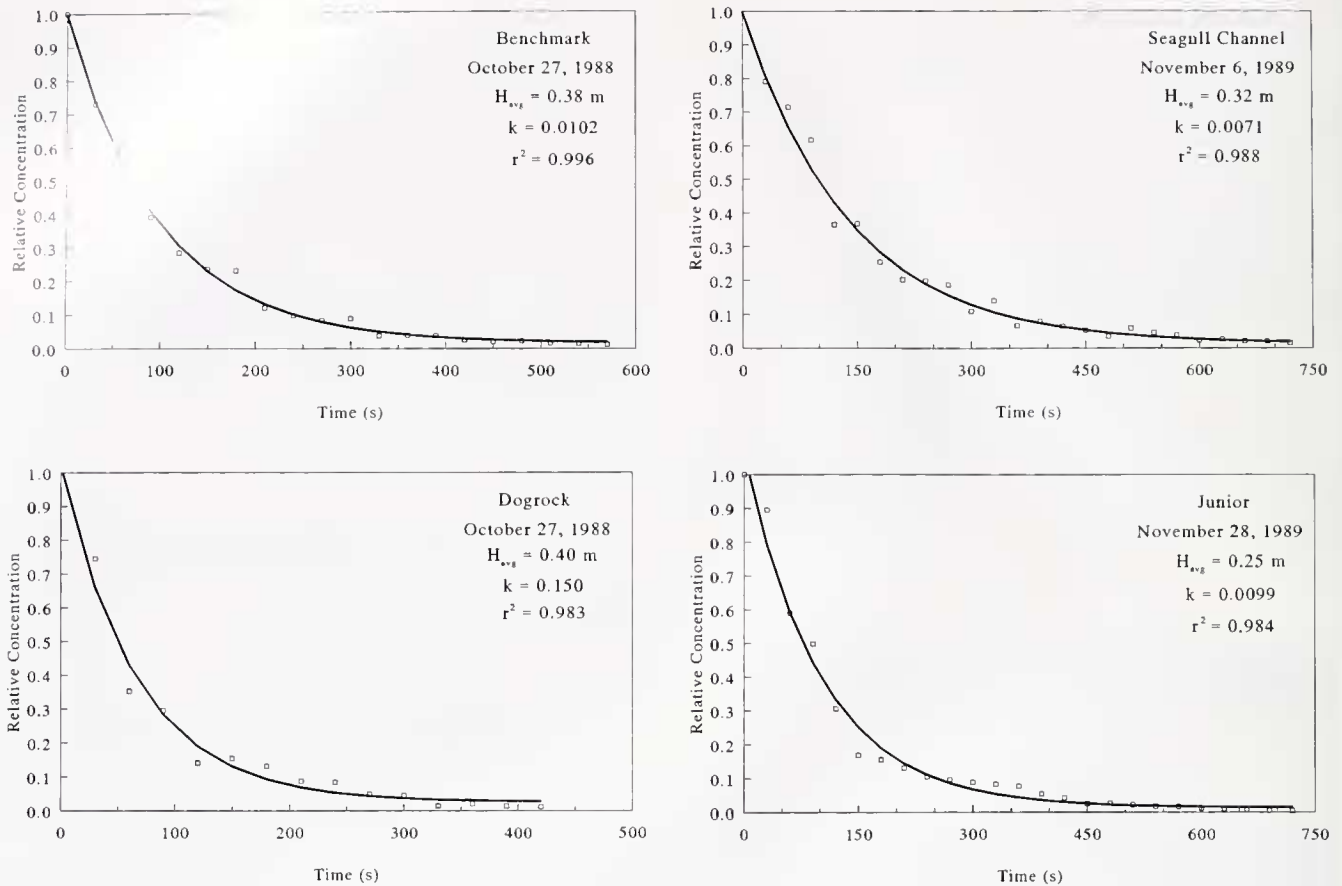 Benchmark
October 27, 1988
H_avg = 0.38 m
k = 0.0102
r² = 0.996
Relative Concentration
1.0
0.9
0.8
0.7
0.6
0.5
0.4
0.3
0.2
0.1
0.0
0 100 200 300 400 500 600
Time (s)
Seagull Channel
November 6, 1989
H_avg = 0.32 m
k = 0.0071
r² = 0.988
Relative Concentration
1.0
0.9
0.8
0.7
0.6
0.5
0.4
0.3
0.2
0.1
0.0
0 150 300 450 600 750
Time (s)
Dogrock
October 27, 1988
H_avg = 0.40 m
k = 0.150
r² = 0.983
Relative Concentration
1.0
0.9
0.8
0.7
0.6
0.5
0.4
0.3
0.2
0.1
0.0
0 100 200 300 400 500
Time (s)
Junior
November 28, 1989
H_avg = 0.25 m
k = 0.0099
r² = 0.984
Relative Concentration
1.0
0.9
0.8
0.7
0.6
0.5
0.4
0.3
0.2
0.1
0.0
0 150 300 450 600 750
Time (s)